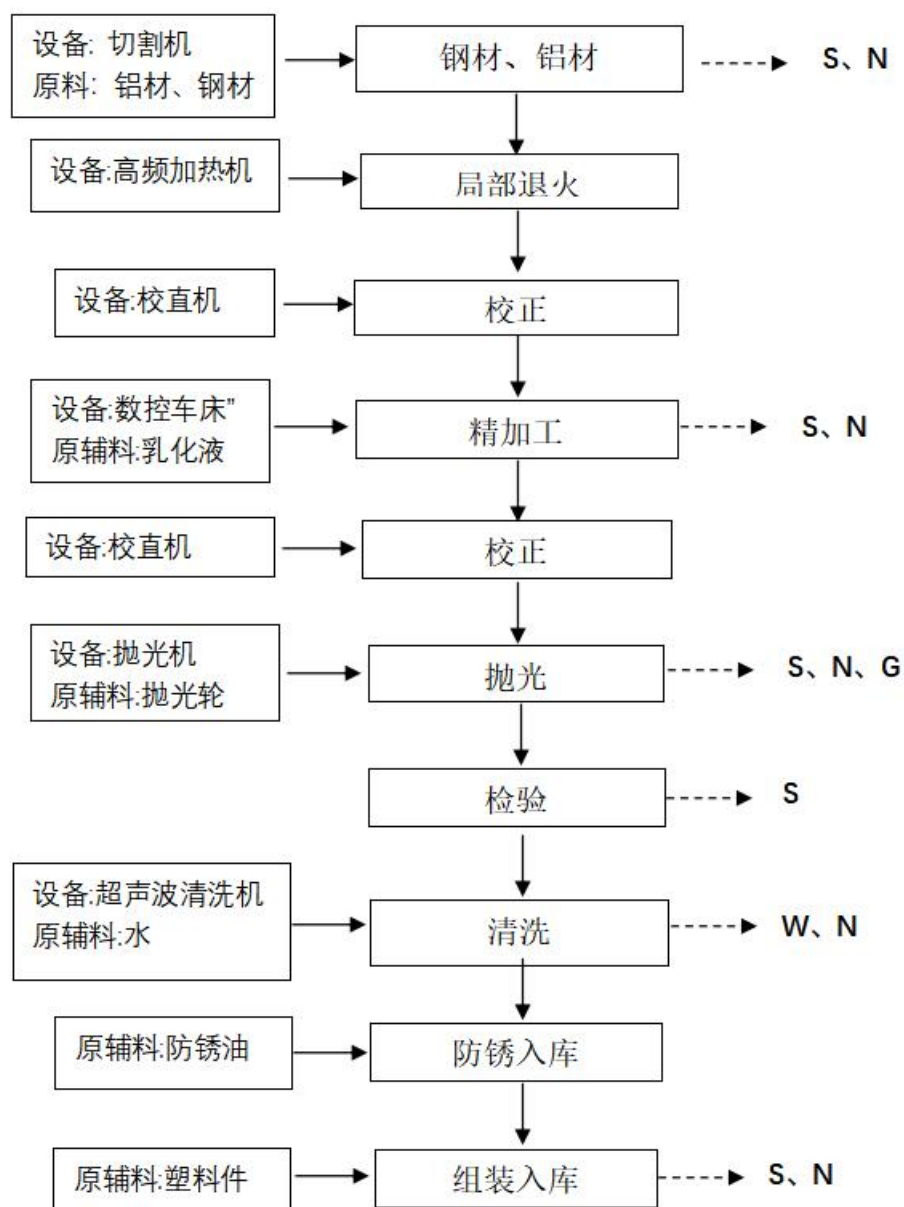 设备: 切割机
原料: 铝材、钢材
钢材、铝材
S、N
设备:高频加热机
局部退火
设备:校直机
校正
设备:数控车床”
原辅料:乳化液
精加工
S、N
设备:校直机
校正
设备:抛光机
原辅料:抛光轮
抛光
S、N、G
检验
S
设备:超声波清洗机
原辅料:水
清洗
W、N
原辅料:防锈油
防锈入库
原辅料:塑料件
组装入库
S、N